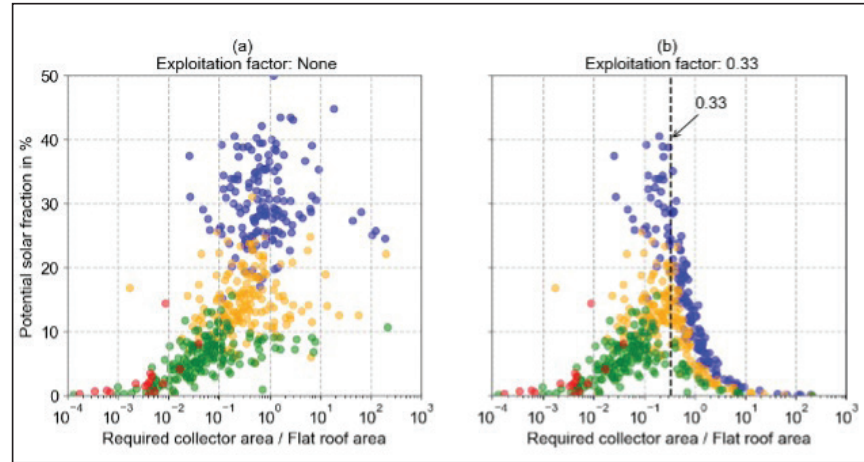 (a)
Exploitation factor: None
Potential solar fraction in %
50
40
30
20
10
0
10⁻⁴ 10⁻³ 10⁻² 10⁻¹ 10⁰ 10¹ 10² 10³
Required collector area / Flat roof area
(b)
Exploitation factor: 0.33
0.33
10⁻⁴ 10⁻³ 10⁻² 10⁻¹ 10⁰ 10¹ 10² 10³
Required collector area / Flat roof area